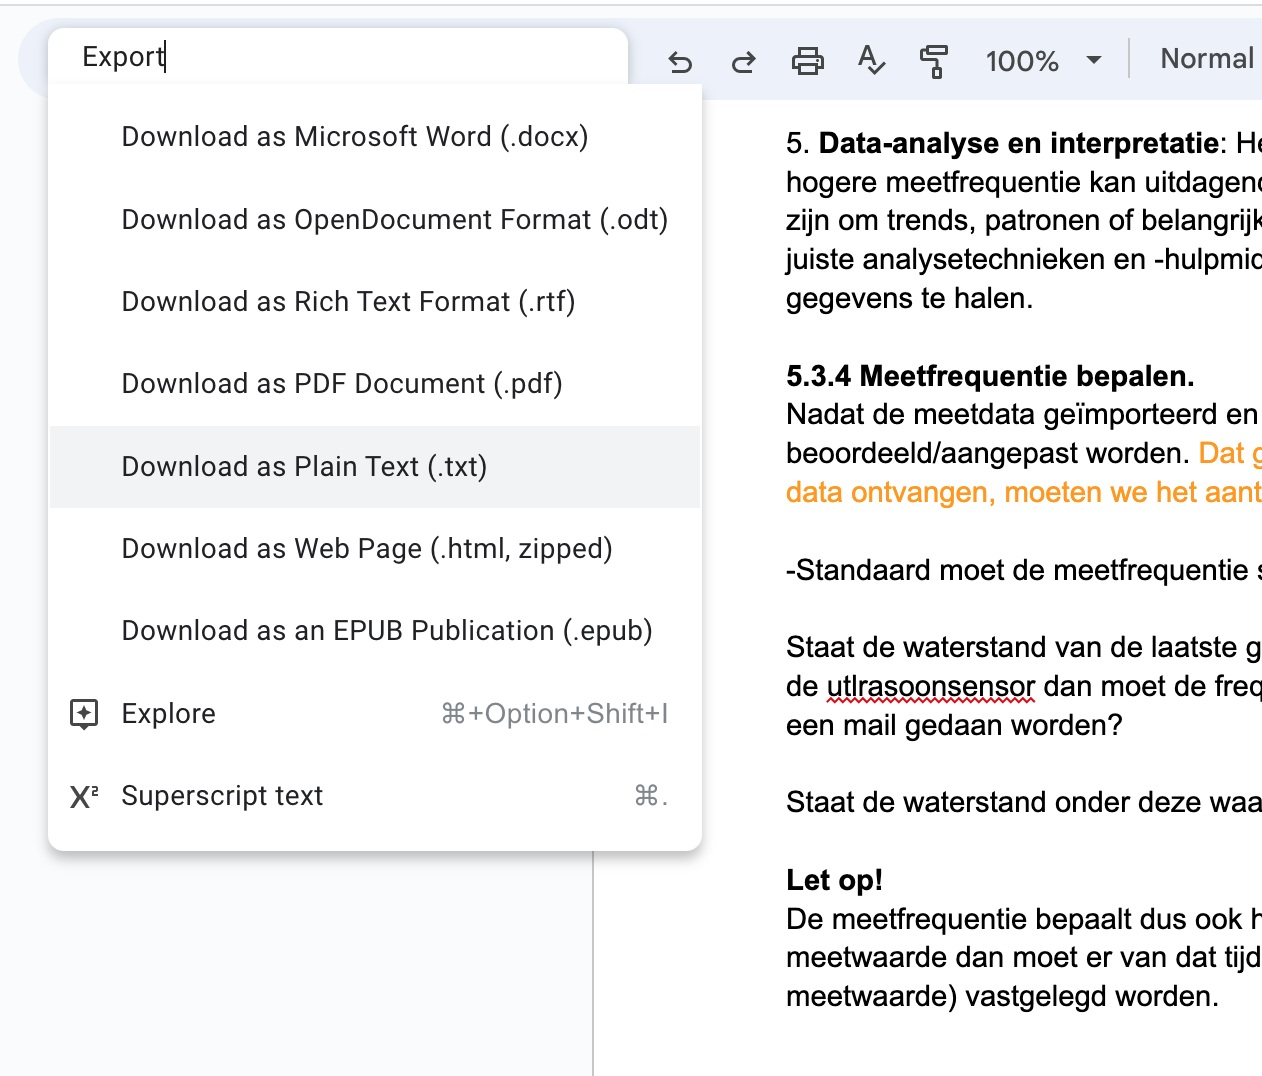 Export
100%
Normal
Download as Microsoft Word (.docx)
Download as OpenDocument Format (.odt)
Download as Rich Text Format (.rtf)
Download as PDF Document (.pdf)
Download as Plain Text (.txt)
Download as Web Page (.html, zipped)
Download as an EPUB Publication (.epub)
Explore ⌘+Option+Shift+I
X² Superscript text ⌘.
5. Data-analyse en interpretatie: He
hogere meetfrequentie kan uitdagend
zijn om trends, patronen of belangrijk
juiste analysetechnieken en -hulpmid
gegevens te halen.
5.3.4 Meetfrequentie bepalen.
Nadat de meetdata geïmporteerd en
beoordeeld/aangepast worden. Dat g
data ontvangen, moeten we het aant
-Standaard moet de meetfrequentie s
Staat de waterstand van de laatste g
de utlrasoonsensor dan moet de freq
een mail gedaan worden?
Staat de waterstand onder deze waa
Let op!
De meetfrequentie bepaalt dus ook h
meetwaarde dan moet er van dat tijd
meetwaarde) vastgelegd worden.